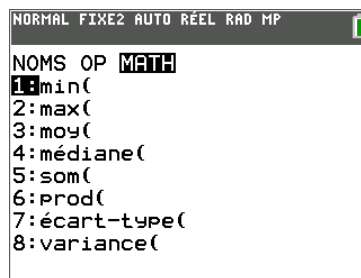 NORMAL FIXE2 AUTO RÉEL RAD MP
NOMS OP MATH
1:min(
2:max(
3:moy(
4:médiane(
5:som(
6:prod(
7:écart-type(
8:variance(